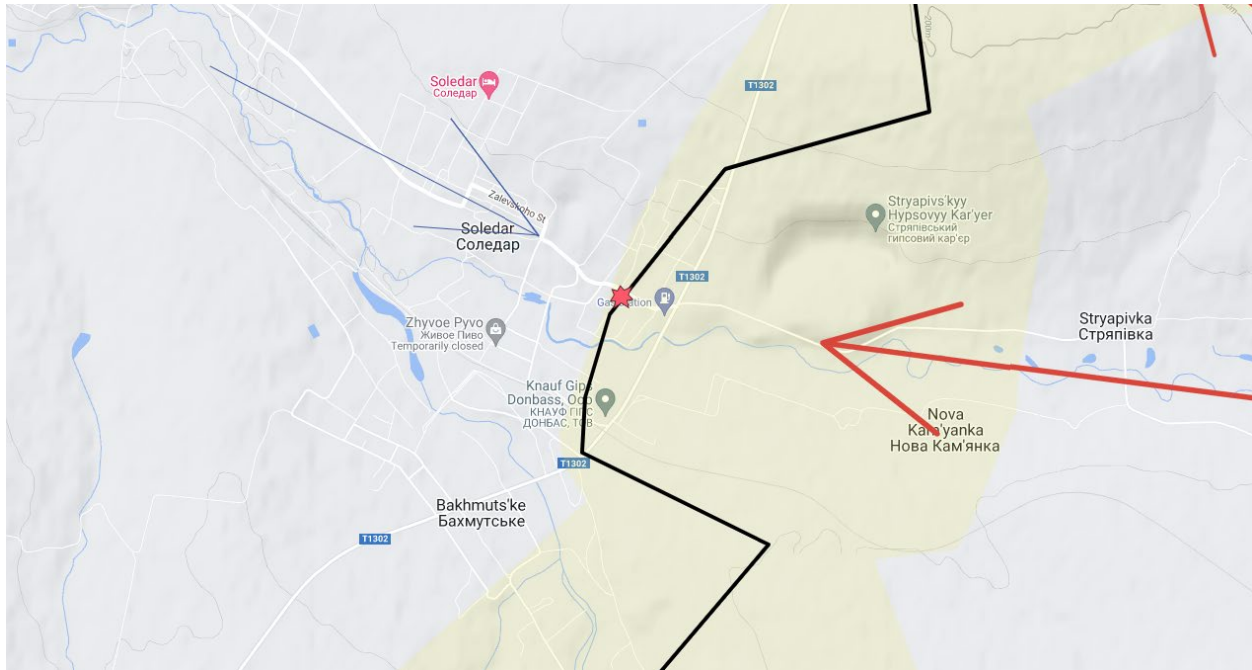 200m
T1302
Soledar
Соледар
Zalevskoho St
Stryapivs'kyy
Hypsovyy Kar'yer
Стряпівський
гипсовий кар'єр
Soledar
Соледар
T1302
Gas Station
Zhyvoe Pyvo
Живое Пиво
Temporarily closed
Stryapivka
Стряпівка
Knauf Gips
Donbass, Ooo
КНАУФ ГІПС
ДОНБАС, ТОВ
Nova
Kam'yanka
Нова Кам'янка
T1302
Bakhmuts'ke
Бахмутське
T1302